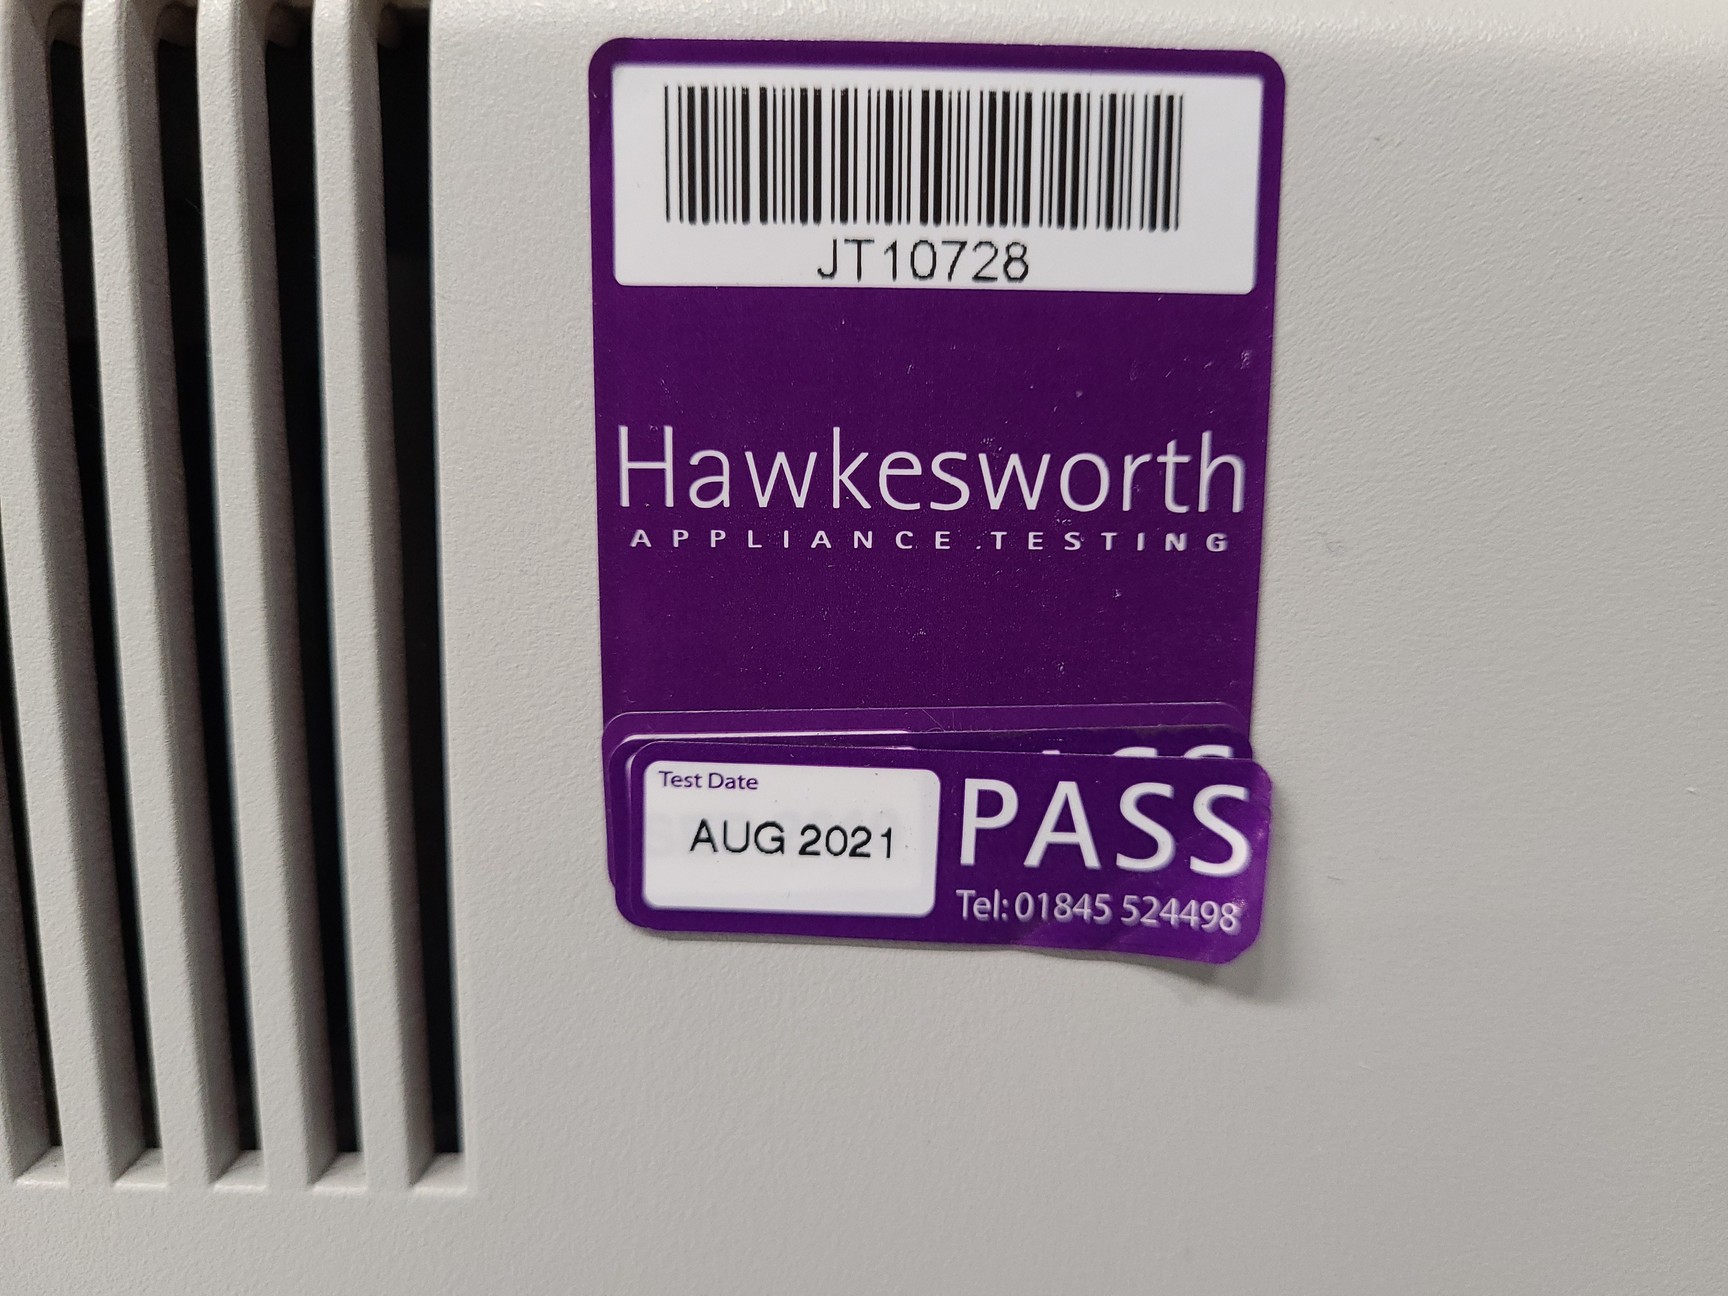 JT10728
Hawkesworth
APPLIANCE TESTING
Test Date
AUG 2021
PASS
Tel: 01845 524498